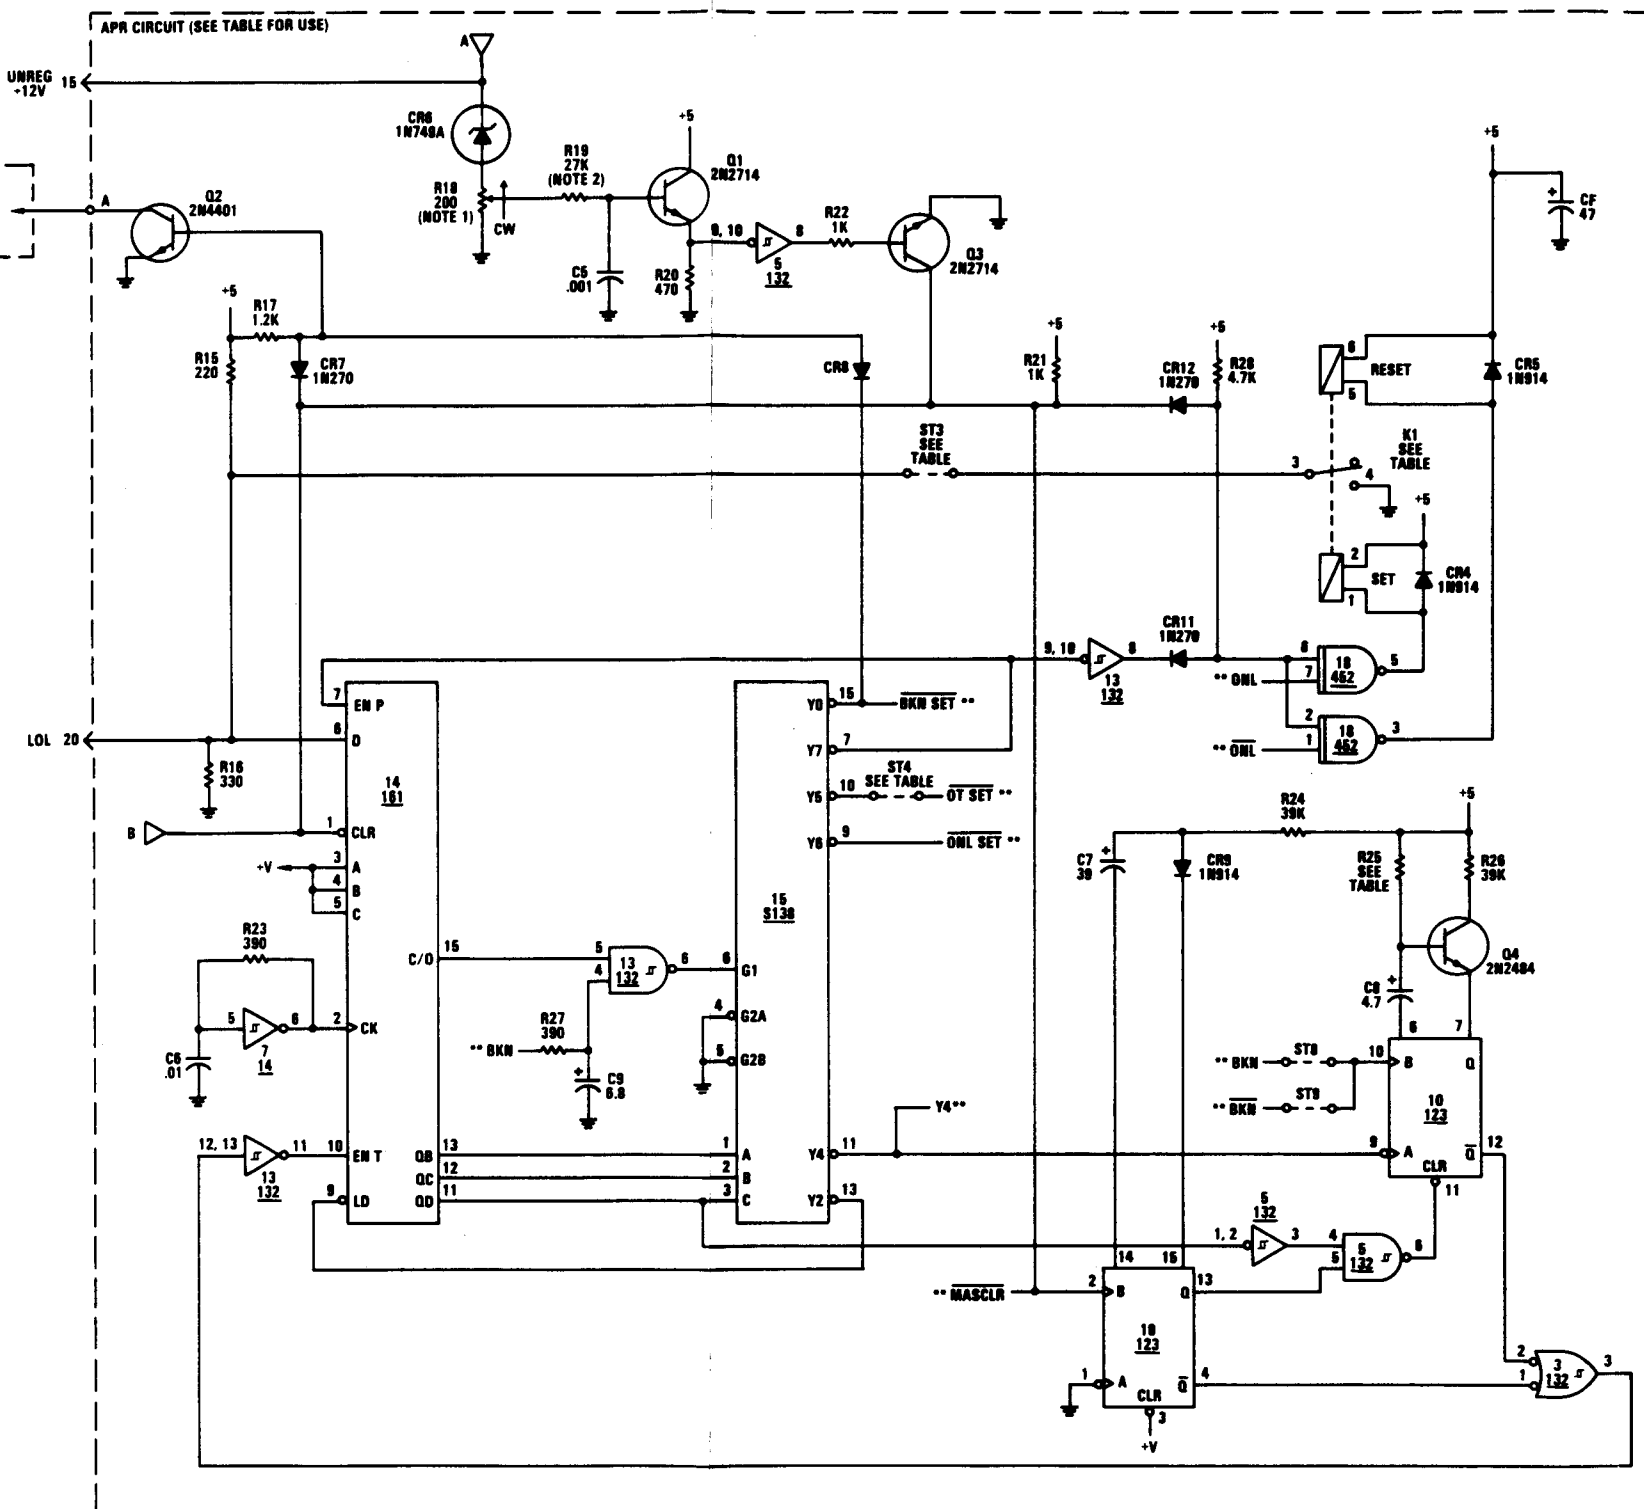 APR CIRCUIT (SEE TABLE FOR USE)
A
UNREG 15
+12V
CR6
1N749A
+5
R19
27K
(NOTE 2)
Q1
2N2714
+5
CF
47
A
Q2
2N4401
R18
200
(NOTE 1)
CW
9, 10
8
R22
1K
5
132
Q3
2N2714
C5
.001
R20
470
+5
R17
1.2K
R15
220
CR7
1N270
CR8
+5
R21
1K
CR12
1N270
+5
R28
4.7K
6
RESET
5
CR5
1N914
ST3
SEE
TABLE
K1
SEE
TABLE
3
4
+5
2
SET
1
CR4
1N914
9, 10
8
13
132
CR11
1N270
6
7
18
452
5
** ONL
2
1
18
452
3
** ONL
7
EN P
15
Y0
BKN SET **
LOL 20
6
D
7
Y7
R16
330
14
161
ST4
SEE TABLE
10
Y5
OT SET **
B
1
CLR
9
Y6
ONL SET **
+V
3
A
4
B
5
C
15
S138
R24
39K
+5
C7
39
CR9
1N914
R25
SEE
TABLE
R26
39K
R23
390
C/O
15
5
4
13
132
6
6
G1
Q4
2N2484
C8
4.7
5
6
7
14
2
CK
C6
.01
4
G2A
5
G2B
R27
390
** BKN
C9
6.8
6
7
** BKN
ST8
10
B
Q
** BKN
ST9
10
123
Y4**
12, 13
11
13
132
10
EN T
QB
13
1
A
Y4
11
9
A
Q
12
QC
12
2
B
CLR
11
9
LD
QD
11
3
C
Y2
13
5
132
1, 2
3
4
5
5
132
6
14
15
** MASCLR
2
B
Q
13
10
123
1
A
Q
4
CLR
3
+V
2
1
3
132
3